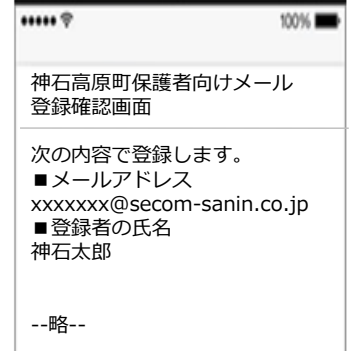 100%
神石高原町保護者向けメール
登録確認画面
次の内容で登録します。
■メールアドレス
xxxxxxx@secom-sanin.co.jp
■登録者の氏名
神石太郎
--略--